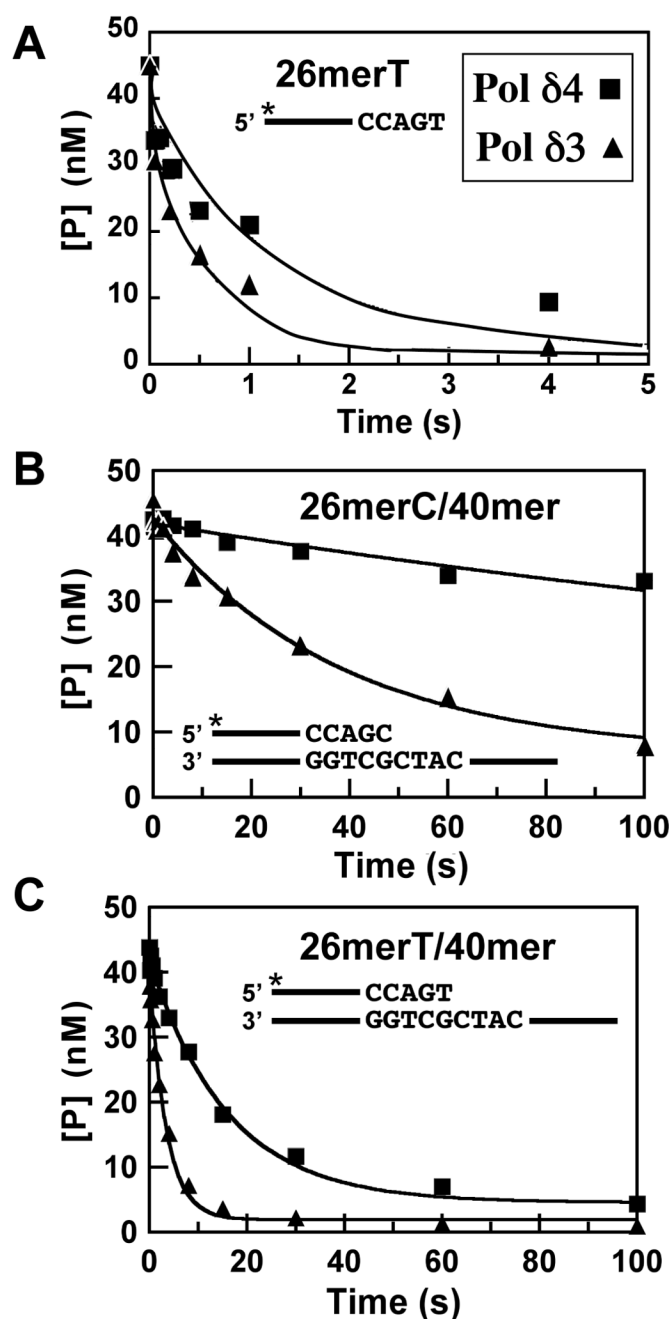 A
50
40
30
20
10
0
[P] (nM)
26merT
*
5’ CCAGT
Pol δ4 ■
Pol δ3 ▲
0 1 2 3 4 5
Time (s)
B
50
40
30
20
10
0
[P] (nM)
26merC/40mer
*
5’ CCAGC
3’ GGTCGCTAC
0 20 40 60 80 100
Time (s)
C
50
40
30
20
10
0
[P] (nM)
26merT/40mer
*
5’ CCAGT
3’ GGTCGCTAC
0 20 40 60 80 100
Time (s)